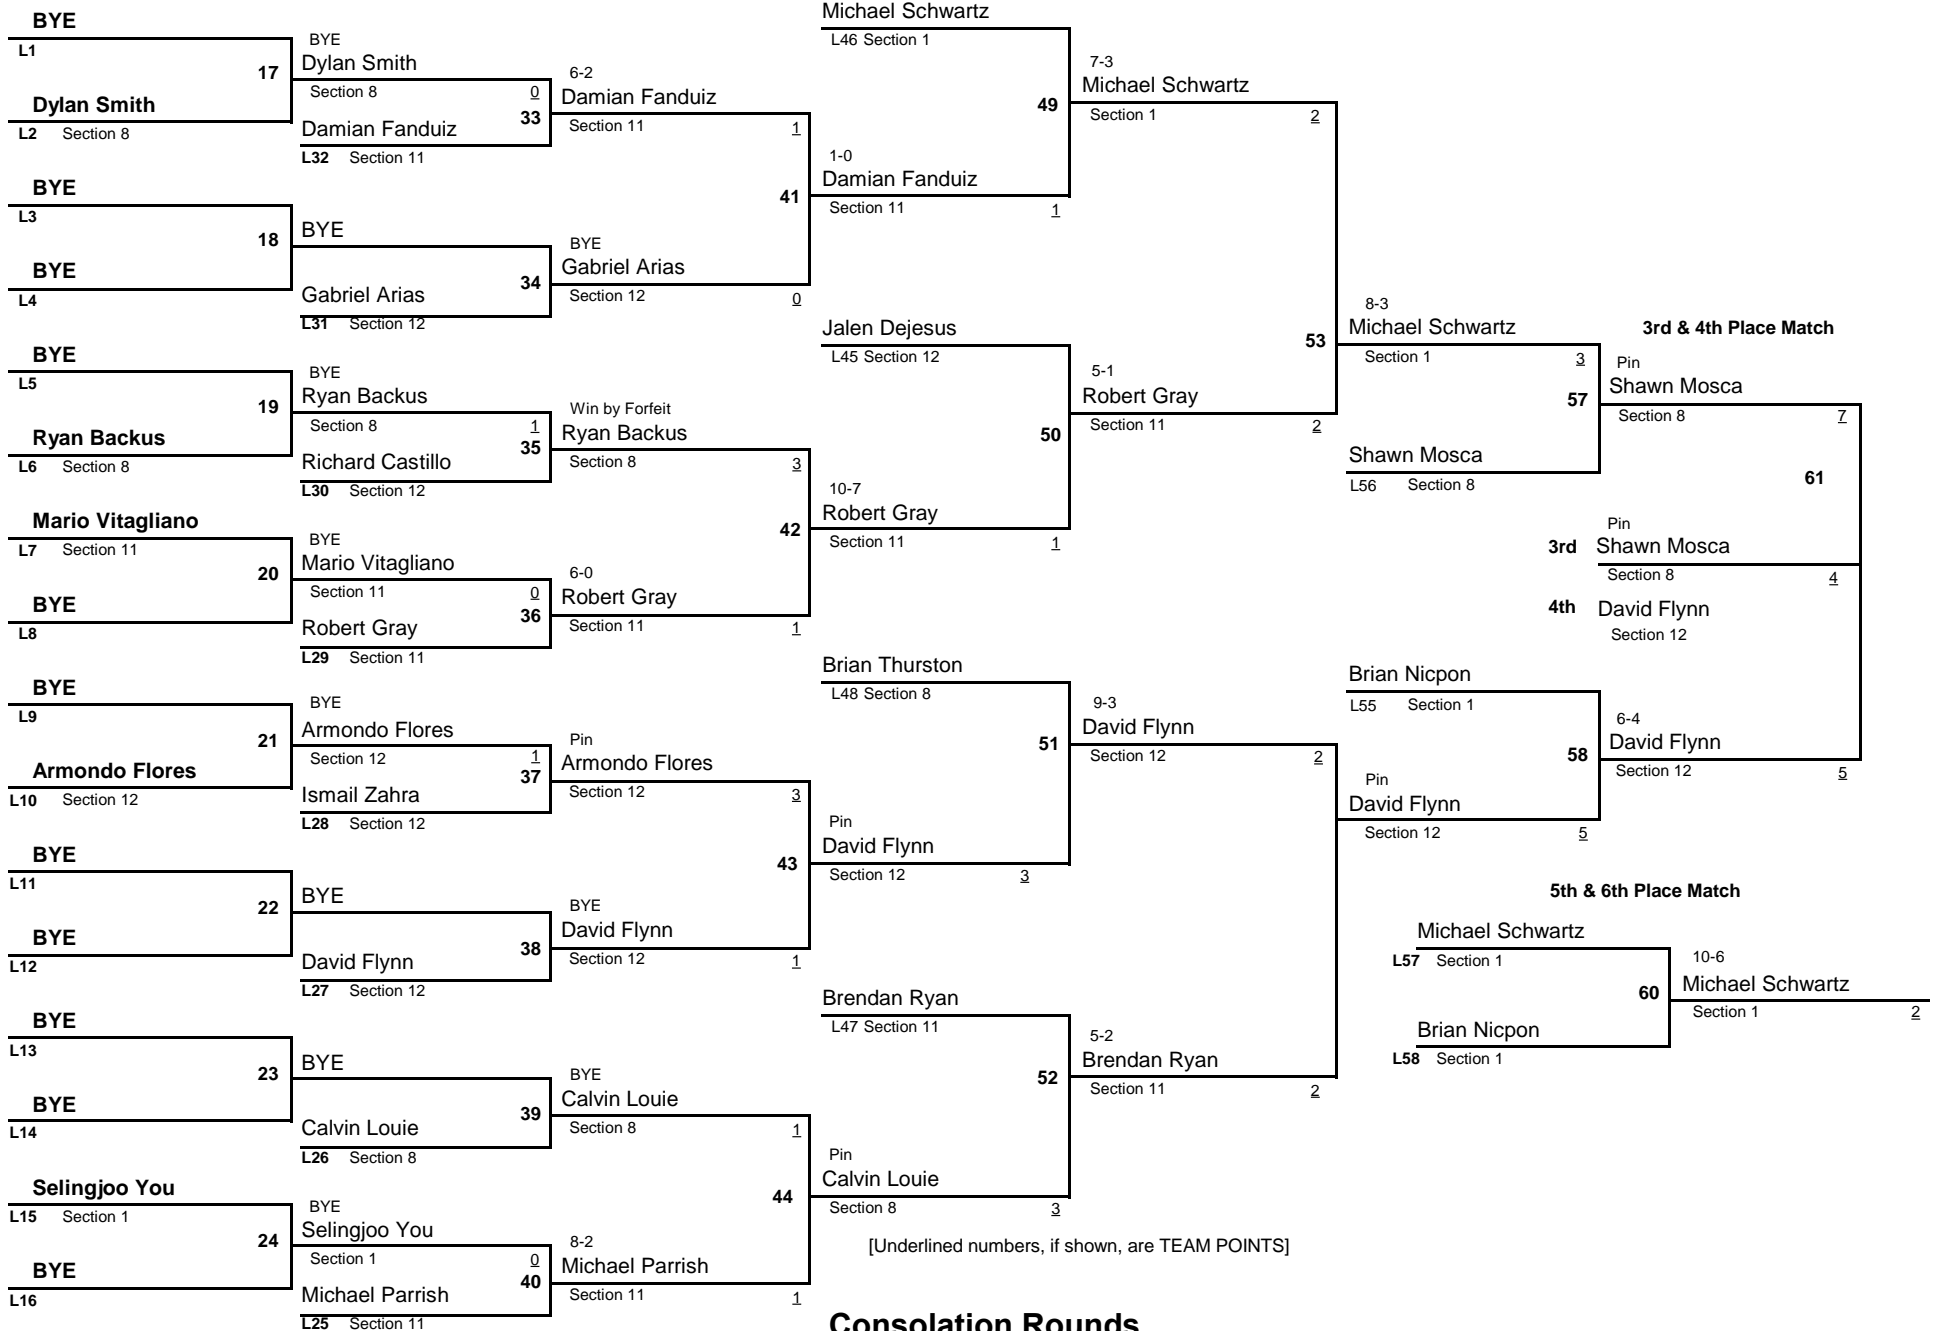 BYE
L1
17
Dylan Smith
L2 Section 8
BYE
L3
18
BYE
L4
BYE
L5
19
Ryan Backus
L6 Section 8
Mario Vitagliano
L7 Section 11
20
BYE
L8
BYE
L9
21
Armondo Flores
L10 Section 12
BYE
L11
22
BYE
L12
BYE
L13
23
BYE
L14
Selingjoo You
L15 Section 1
24
BYE
L16
BYE
Dylan Smith
Section 8 0
33
Damian Fanduiz
L32 Section 11
BYE
34
Gabriel Arias
L31 Section 12
BYE
Ryan Backus
Section 8 1
35
Richard Castillo
L30 Section 12
BYE
Mario Vitagliano
Section 11 0
36
Robert Gray
L29 Section 11
BYE
Armondo Flores
Section 12 1
37
Ismail Zahra
L28 Section 12
BYE
38
David Flynn
L27 Section 12
BYE
39
Calvin Louie
L26 Section 8
BYE
Selingjoo You
Section 1 0
40
Michael Parrish
L25 Section 11
6-2
Damian Fanduiz
Section 11 1
41
BYE
Gabriel Arias
Section 12 0
Win by Forfeit
Ryan Backus
Section 8 3
42
6-0
Robert Gray
Section 11 1
Pin
Armondo Flores
Section 12 3
43
BYE
David Flynn
Section 12 1
BYE
Calvin Louie
Section 8 1
44
8-2
Michael Parrish
Section 11 1
Michael Schwartz
L46 Section 1
49
1-0
Damian Fanduiz
Section 11 1
Jalen Dejesus
L45 Section 12
50
10-7
Robert Gray
Section 11 1
Brian Thurston
L48 Section 8
51
Pin
David Flynn
Section 12 3
Brendan Ryan
L47 Section 11
52
Pin
Calvin Louie
Section 8 3
[Underlined numbers, if shown, are TEAM POINTS]
Consolation Rounds
7-3
Michael Schwartz
Section 1 2
53
5-1
Robert Gray
Section 11 2
9-3
David Flynn
Section 12 2
5-2
Brendan Ryan
Section 11 2
8-3
Michael Schwartz
Section 1 3
57
Shawn Mosca
L56 Section 8
Brian Nicpon
L55 Section 1
58
Pin
David Flynn
Section 12 5
3rd & 4th Place Match
Pin
Shawn Mosca
Section 8 7
61
Pin
3rd Shawn Mosca
Section 8 4
4th David Flynn
Section 12
6-4
David Flynn
Section 12 5
5th & 6th Place Match
Michael Schwartz
L57 Section 1
60
Brian Nicpon
L58 Section 1
10-6
Michael Schwartz
Section 1 2